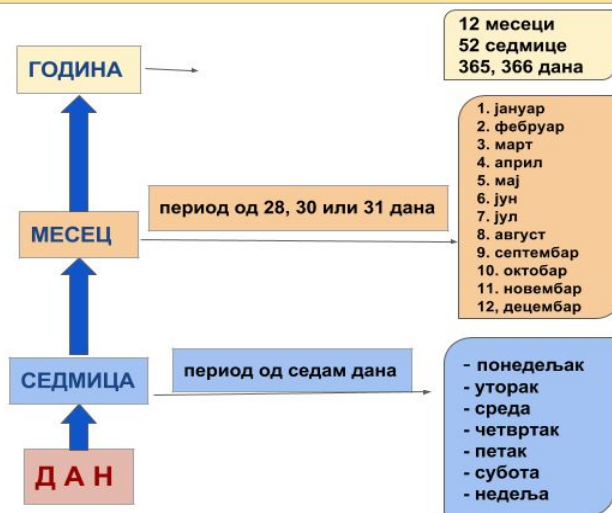 12 месеци
52 седмице
365, 366 дана
ГОДИНА
1. јануар
2. фебруар
3. март
4. април
5. мај
6. јун
7. јул
8. август
9. септембар
10. октобар
11. новембар
12, децембар
период од 28, 30 или 31 дана
МЕСЕЦ
период од седам дана
СЕДМИЦА
- понедељак
- уторак
- среда
- четвртак
- петак
- субота
- недеља
Д А Н